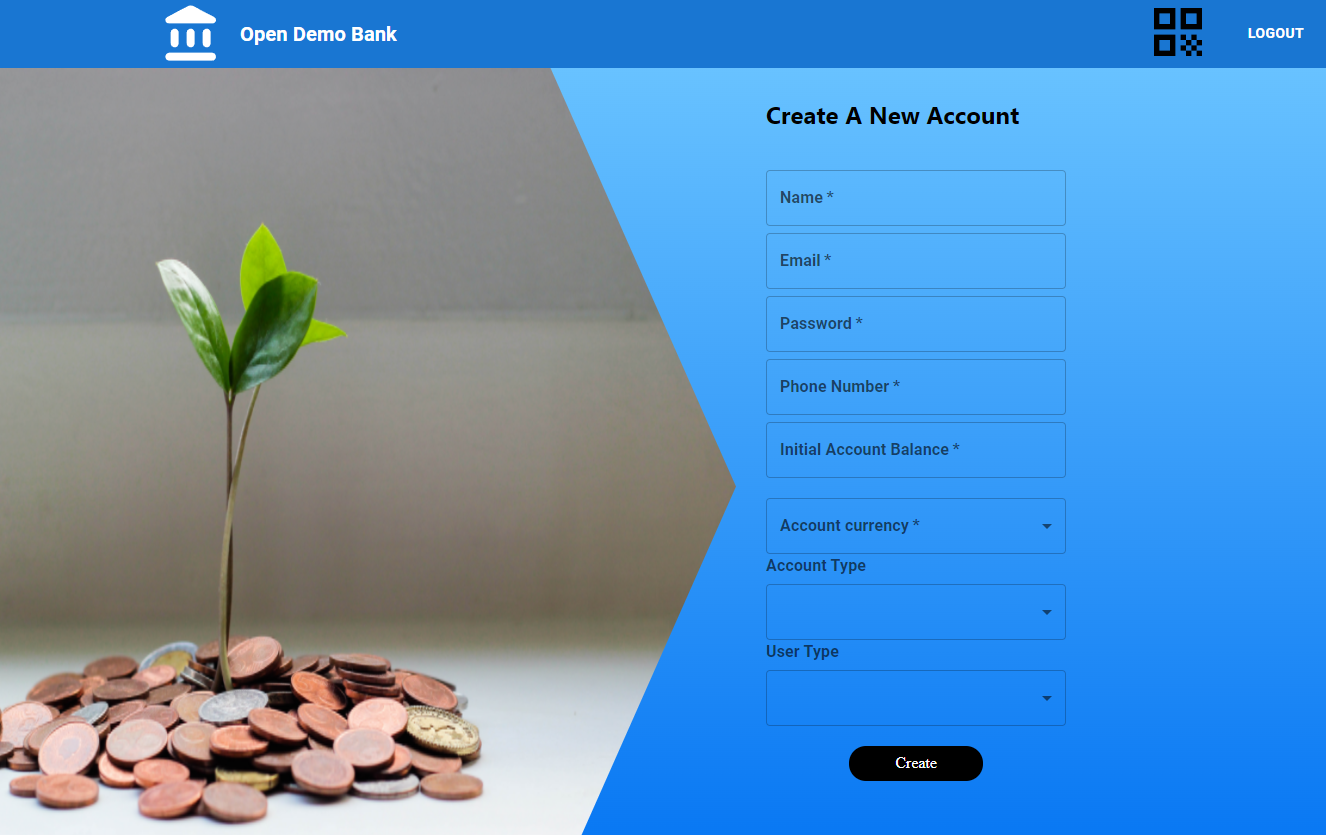 Open Demo Bank
LOGOUT
Create A New Account
Name *
Email *
Password *
Phone Number *
Initial Account Balance *
Account currency *
Account Type
User Type
Create